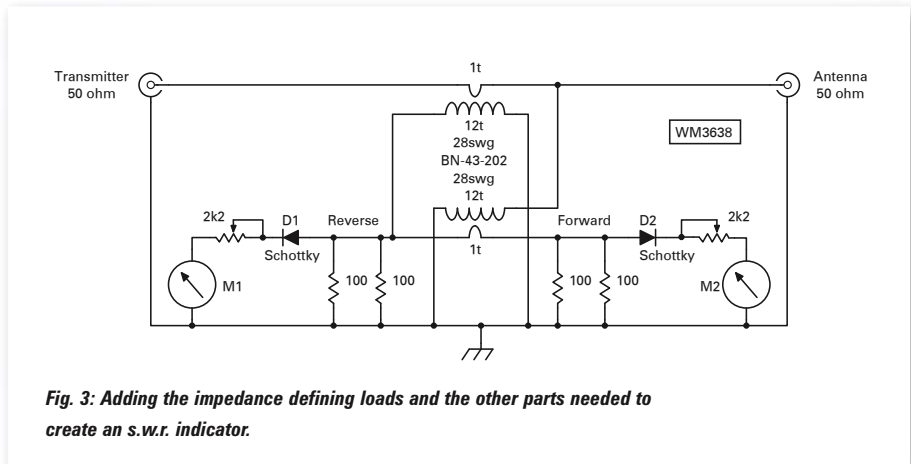 Transmitter
50 ohm
1t
Antenna
50 ohm
12t
28swg
BN-43-202
28swg
12t
WM3638
2k2
D1
Reverse
Forward
D2
2k2
Schottky
1t
Schottky
M1
100
100
100
100
M2
Fig. 3: Adding the impedance defining loads and the other parts needed to
create an s.w.r. indicator.